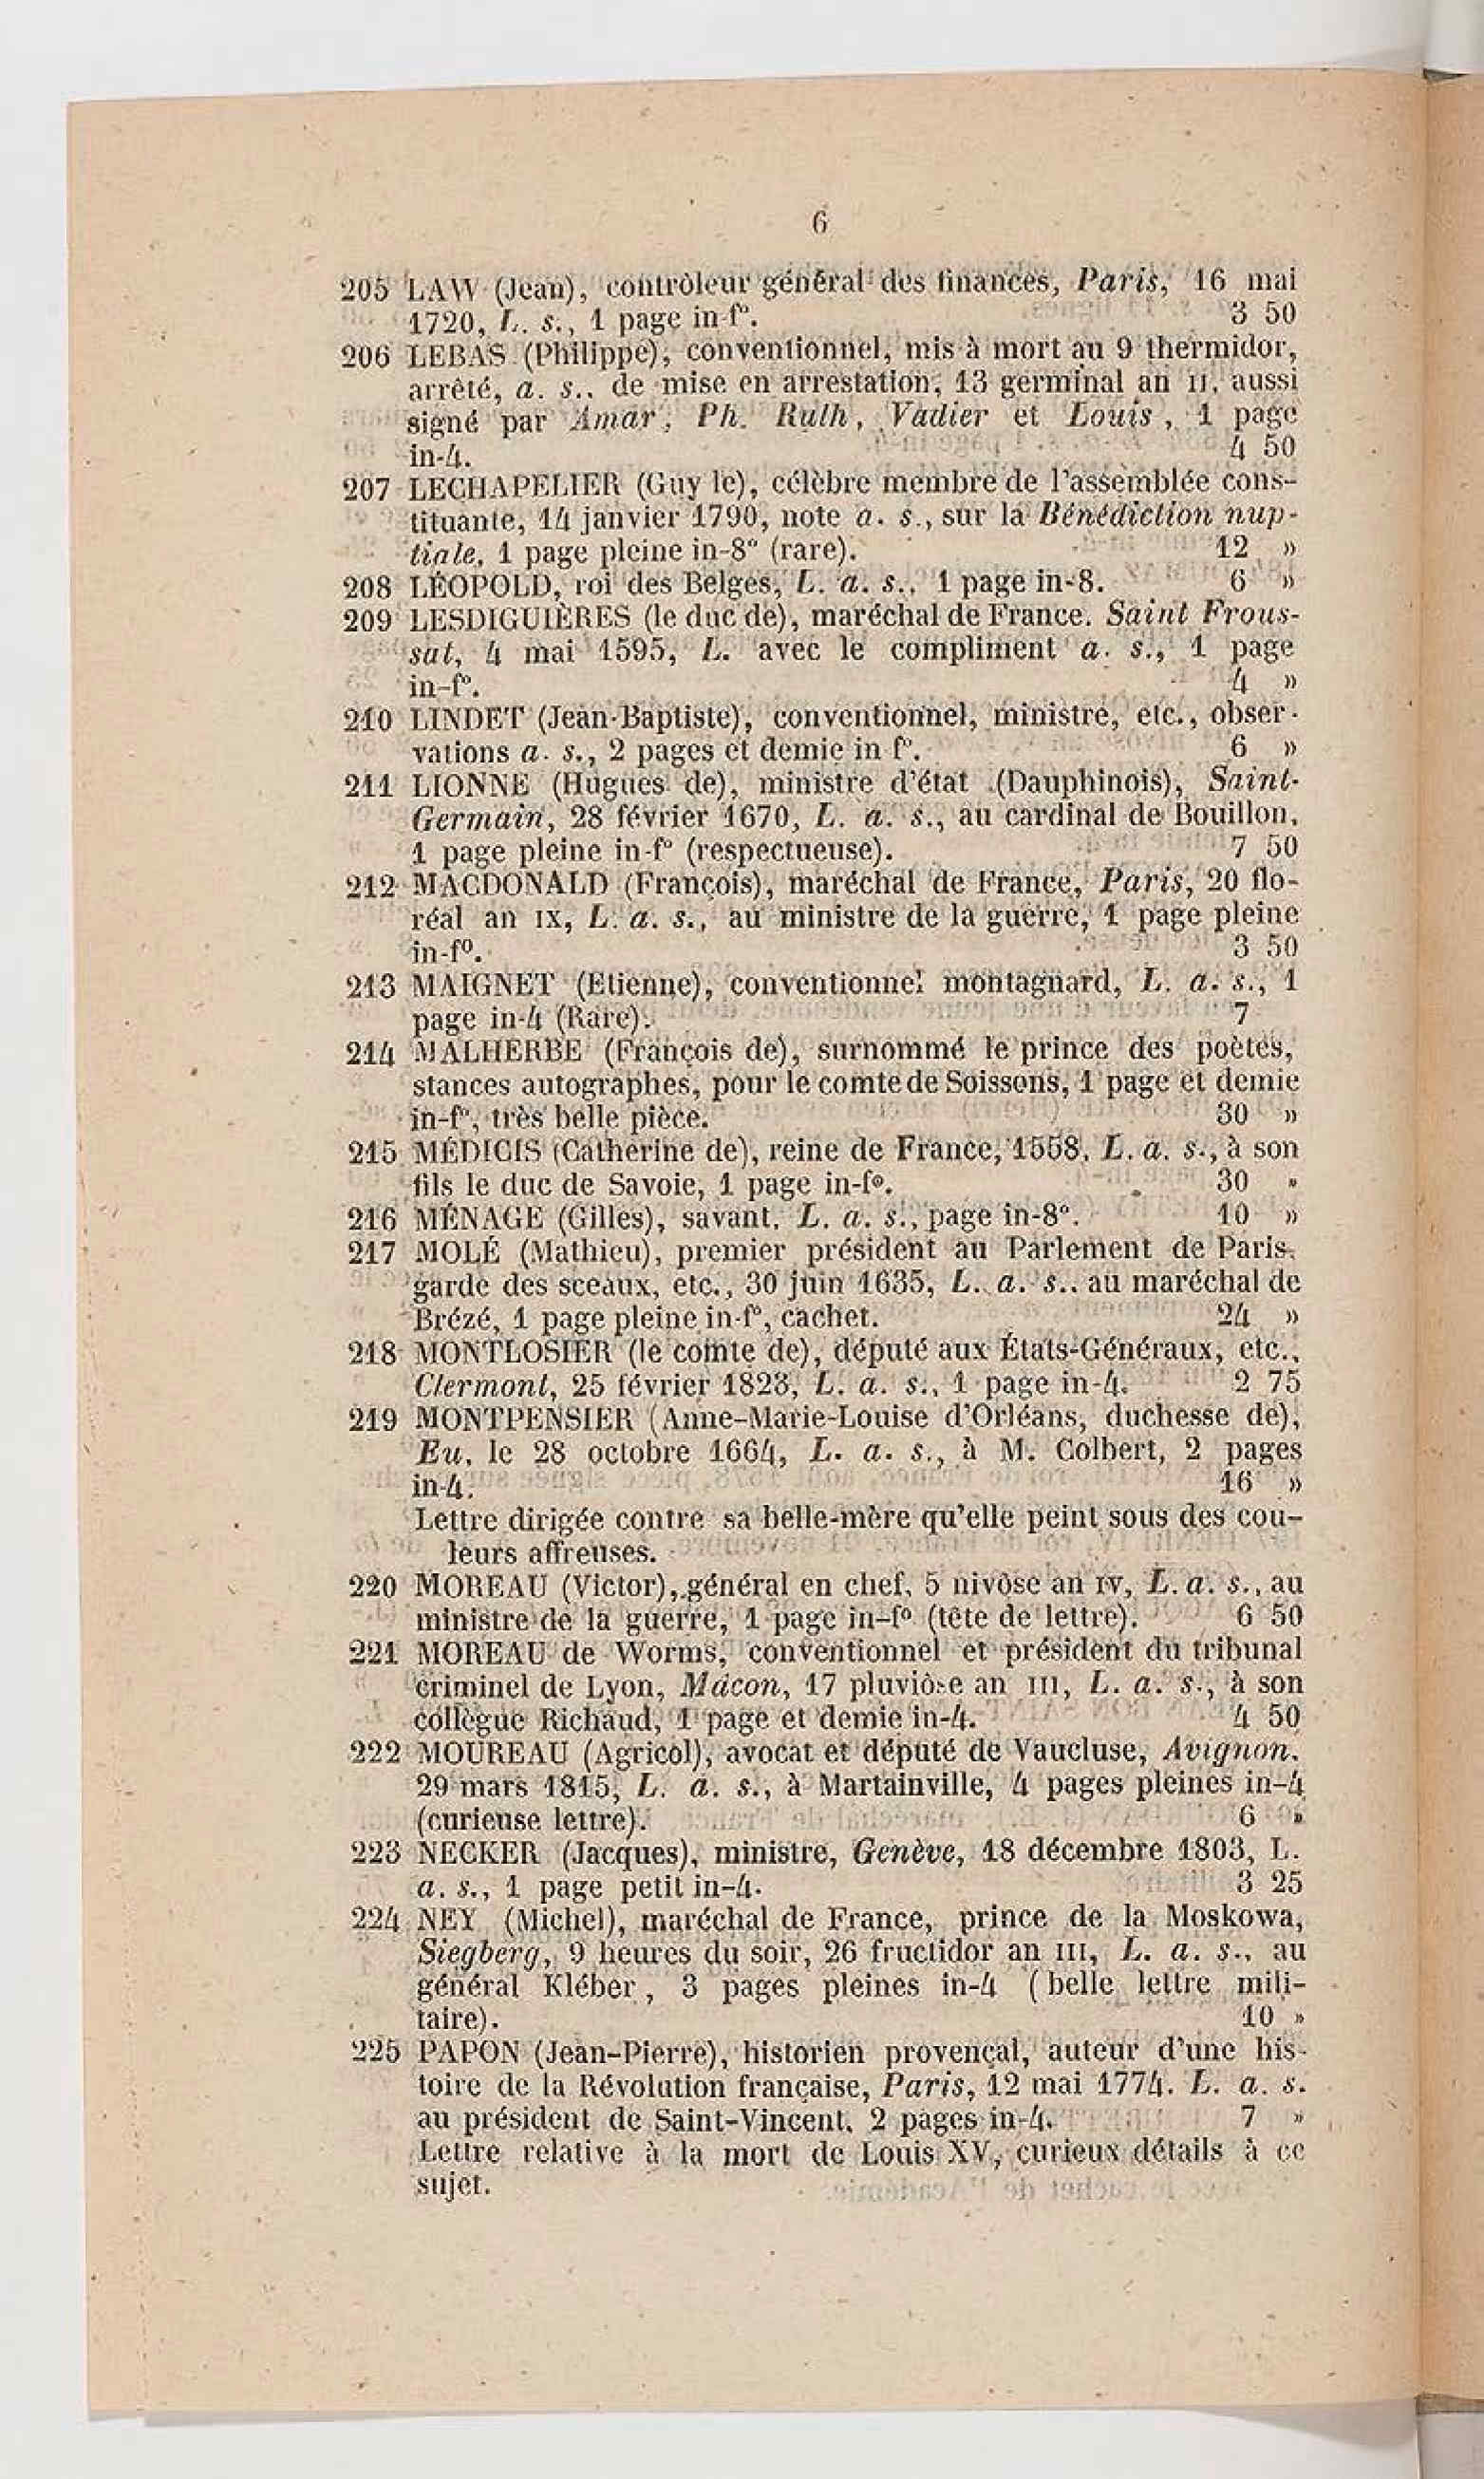 6
205 LAW (Jean), contrôleur général des finances, Paris, 16 mai
1720, L. s., 1 page in-f°. 3 50
206 LEBAS (Philippe), conventionnel, mis à mort au 9 thermidor,
arrêté, a. s., de mise en arrestation, 13 germinal an II, aussi
signé par Amar, Ph. Rulh, Vadier et Louis, 1 page
in-4. 4 50
207 LECHAPELIER (Guy le), célèbre membre de l'assemblée cons-
tituante, 14 janvier 1790, note a. s., sur la Bénédiction nup-
tiale, 1 page pleine in-8° (rare). 12 »
208 LÉOPOLD, roi des Belges, L. a. s., 1 page in-8. 6 »
209 LESDIGUIÈRES (le duc de), maréchal de France. Saint Frous-
sat, 4 mai 1595, L. avec le compliment a. s., 1 page
in-f°. 4 »
210 LINDET (Jean-Baptiste), conventionnel, ministre, etc., obser-
vations a. s., 2 pages et demie in f°. 6 »
211 LIONNE (Hugues de), ministre d'état (Dauphinois), Saint-
Germain, 28 février 1670, L. a. s., au cardinal de Bouillon,
1 page pleine in-f° (respectueuse). 7 50
212 MACDONALD (François), maréchal de France, Paris, 20 flo-
réal an IX, L. a. s., au ministre de la guerre, 1 page pleine
in-f°. 3 50
213 MAIGNET (Etienne), conventionnel montagnard, L. a. s., 1
page in-4 (Rare). 7
214 MALHERBE (François de), surnommé le prince des poètes,
stances autographes, pour le comte de Soissons, 1 page et demie
in-f°, très belle pièce. 30 »
215 MÉDICIS (Catherine de), reine de France, 1558, L. a. s., à son
fils le duc de Savoie, 1 page in-f°. 30 »
216 MÉNAGE (Gilles), savant, L. a. s., page in-8°. 10 »
217 MOLÉ (Mathieu), premier président au Parlement de Paris,
garde des sceaux, etc., 30 juin 1635, L. a. s.. au maréchal de
Brézé, 1 page pleine in-f°, cachet. 24 »
218 MONTLOSIER (le comte de), député aux États-Généraux, etc.,
Clermont, 25 février 1823, L. a. s., 1 page in-4. 2 75
219 MONTPENSIER (Anne-Marie-Louise d'Orléans, duchesse de),
Eu, le 28 octobre 1664, L. a. s., à M. Colbert, 2 pages
in-4. 16 »
Lettre dirigée contre sa belle-mère qu'elle peint sous des cou-
leurs affreuses.
220 MOREAU (Victor), général en chef, 5 nivôse an IV, L. a. s., au
ministre de la guerre, 1 page in-f° (tête de lettre). 6 50
221 MOREAU de Worms, conventionnel et président du tribunal
criminel de Lyon, Mâcon, 17 pluviôse an III, L. a. s., à son
collègue Richaud, 1 page et demie in-4. 4 50
222 MOUREAU (Agricol), avocat et député de Vaucluse, Avignon,
29 mars 1815, L. a. s., à Martainville, 4 pages pleines in-4
(curieuse lettre). 6 »
223 NECKER (Jacques), ministre, Genève, 18 décembre 1803, L.
a. s., 1 page petit in-4. 3 25
224 NEY (Michel), maréchal de France, prince de la Moskowa,
Siegberg, 9 heures du soir, 26 fructidor an III, L. a. s., au
général Kléber, 3 pages pleines in-4 (belle lettre mili-
taire). 10 »
225 PAPON (Jean-Pierre), historien provençal, auteur d'une his-
toire de la Révolution française, Paris, 12 mai 1774. L. a. s.
au président de Saint-Vincent, 2 pages in-4. 7 »
Lettre relative à la mort de Louis XV, curieux détails à ce
sujet.